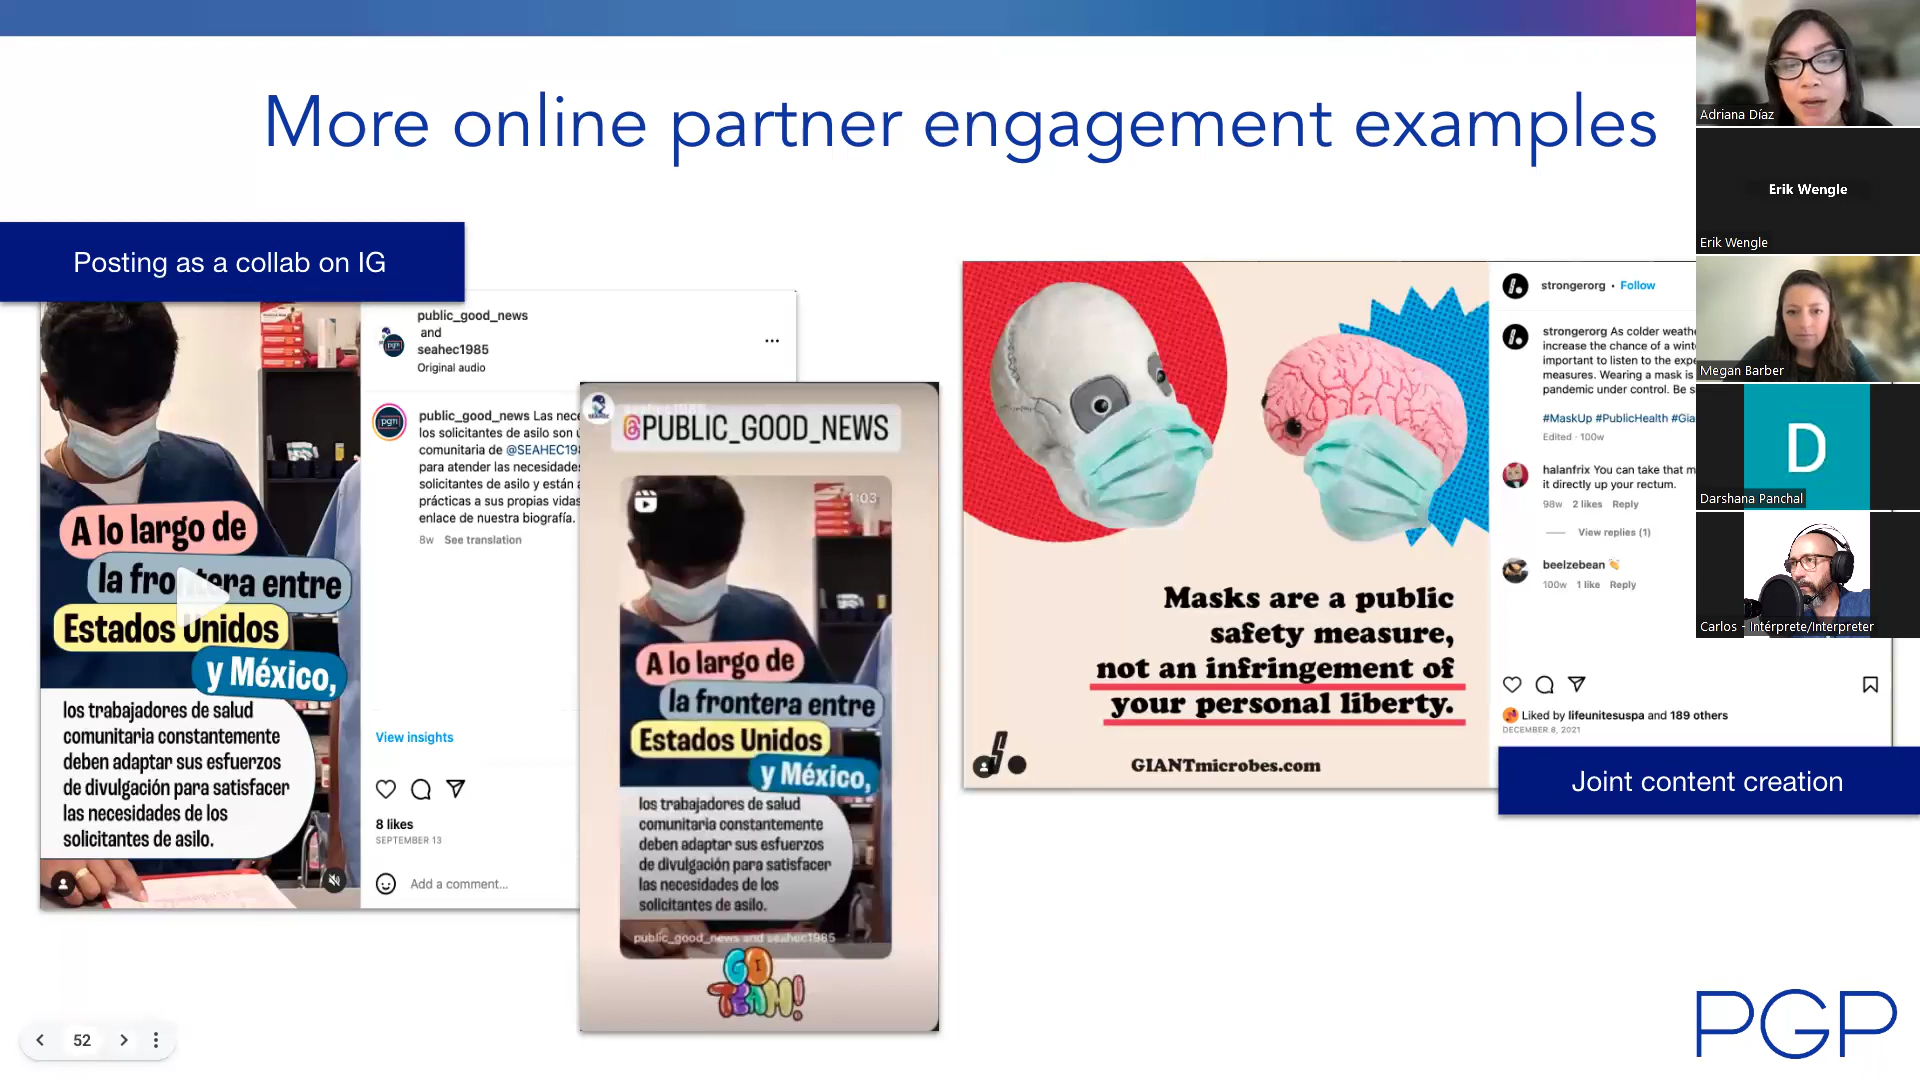 More online partner engagement examples
Posting as a collab on IG
public_good_news
and
seahec1985
Original audio
public_good_news Las nece
los solicitantes de asilo son
comunitaria de @SEAHEC198
para atender las necesidades
solicitantes de asilo y están
prácticas a sus propias vidas
enlace de nuestra biografía.
8w See translation
View insights
8 likes
SEPTEMBER 13
Add a comment...
A lo largo de
la frontera entre
Estados Unidos
y México,
los trabajadores de salud
comunitaria constantemente
deben adaptar sus esfuerzos
de divulgación para satisfacer
las necesidades de los
solicitantes de asilo.
pgn
@PUBLIC_GOOD_NEWS
1:03
A lo largo de
la frontera entre
Estados Unidos
y México,
los trabajadores de salud
comunitaria constantemente
deben adaptar sus esfuerzos
de divulgación para satisfacer
las necesidades de los
solicitantes de asilo.
public_good_news and seahec1985
GO
TEAM!
Masks are a public
safety measure,
not an infringement of
your personal liberty.
GIANTmicrobes.com
strongerorg • Follow
strongerorg As colder weathe
increase the chance of a wint
important to listen to the expe
measures. Wearing a mask is
pandemic under control. Be s
#MaskUp #PublicHealth #Gia
Edited · 100w
halanfrix You can take that m
it directly up your rectum.
98w 2 likes Reply
View replies (1)
beelzebean 👏
100w 1 like Reply
Liked by lifeunitesuspa and 189 others
DECEMBER 8, 2021
Joint content creation
PGP
52
Adriana Díaz
Erik Wengle
Erik Wengle
Megan Barber
D
Darshana Panchal
Carlos - Intérprete/Interpreter